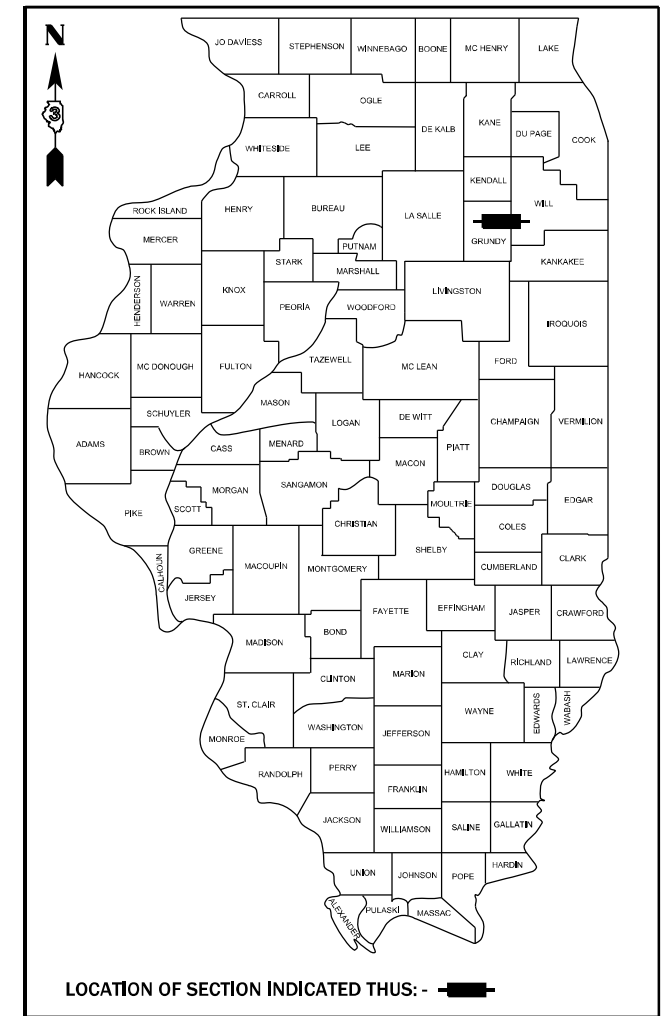 N
3
JO DAVIESS
STEPHENSON
WINNEBAGO
BOONE
MC HENRY
LAKE
CARROLL
OGLE
DE KALB
KANE
DU PAGE
COOK
WHITESIDE
LEE
KENDALL
WILL
ROCK ISLAND
HENRY
BUREAU
LA SALLE
GRUNDY
MERCER
PUTNAM
STARK
MARSHALL
KANKAKEE
HENDERSON
WARREN
KNOX
PEORIA
WOODFORD
LIVINGSTON
IROQUOIS
HANCOCK
MC DONOUGH
FULTON
TAZEWELL
MC LEAN
FORD
SCHUYLER
MASON
LOGAN
DE WITT
CHAMPAIGN
VERMILION
ADAMS
BROWN
CASS
MENARD
MACON
PIATT
PIKE
SCOTT
MORGAN
SANGAMON
CHRISTIAN
MOULTRIE
DOUGLAS
EDGAR
COLES
CALHOUN
GREENE
MACOUPIN
MONTGOMERY
SHELBY
CUMBERLAND
CLARK
JERSEY
FAYETTE
EFFINGHAM
JASPER
CRAWFORD
MADISON
BOND
CLAY
RICHLAND
LAWRENCE
CLINTON
MARION
ST. CLAIR
WASHINGTON
WAYNE
EDWARDS
WABASH
MONROE
JEFFERSON
RANDOLPH
PERRY
HAMILTON
WHITE
FRANKLIN
JACKSON
WILLIAMSON
SALINE
GALLATIN
UNION
JOHNSON
POPE
HARDIN
ALEXANDER
PULASKI
MASSAC
LOCATION OF SECTION INDICATED THUS: -